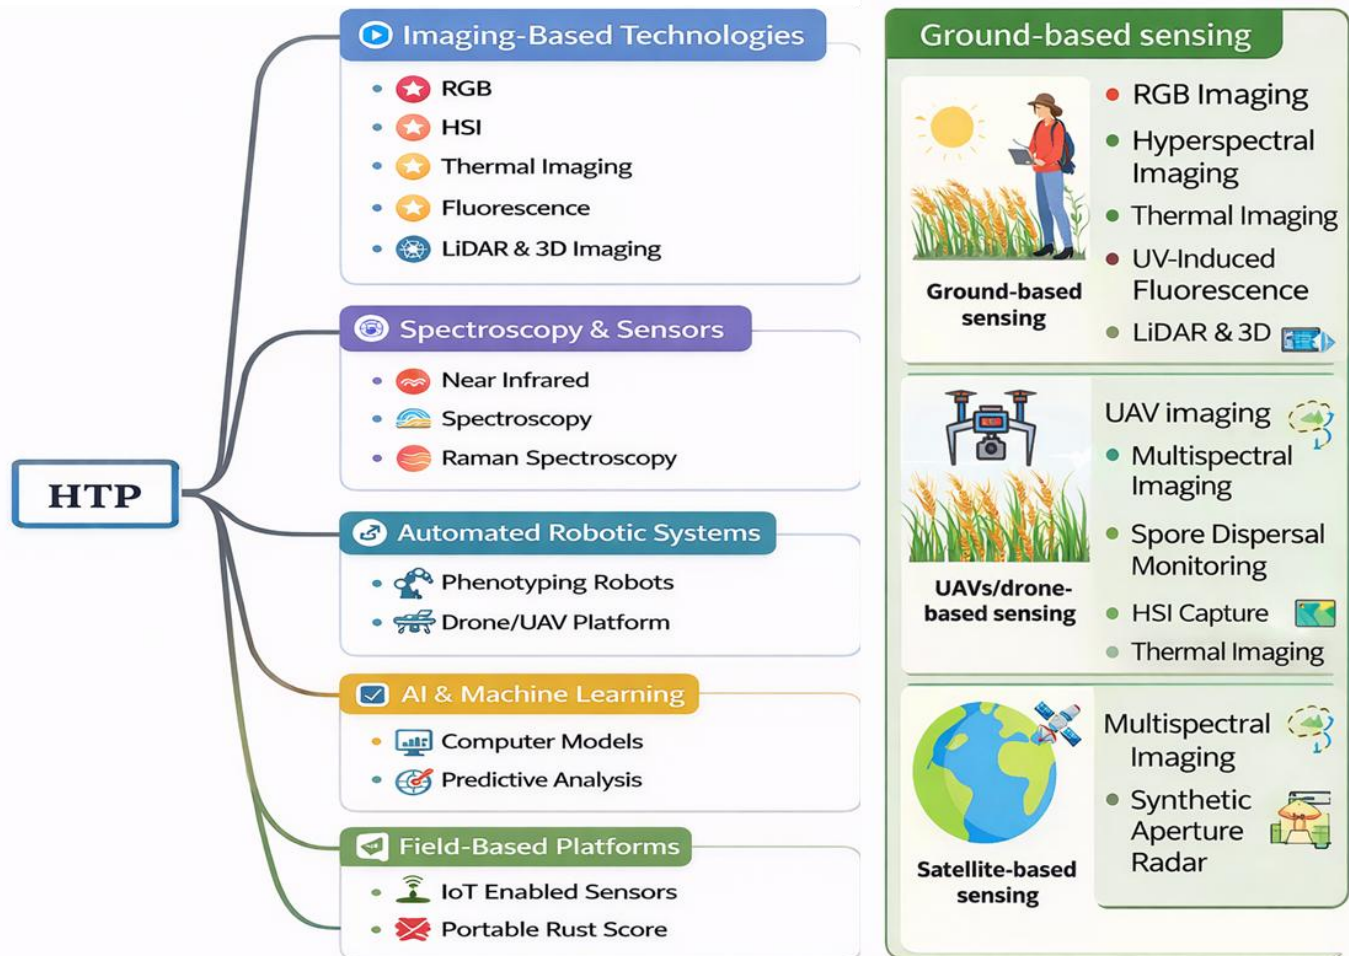 HTP
Imaging-Based Technologies
RGB
HSI
Thermal Imaging
Fluorescence
LiDAR & 3D Imaging
Spectroscopy & Sensors
Near Infrared
Spectroscopy
Raman Spectroscopy
Automated Robotic Systems
Phenotyping Robots
Drone/UAV Platform
AI & Machine Learning
Computer Models
Predictive Analysis
Field-Based Platforms
IoT Enabled Sensors
Portable Rust Score
Ground-based sensing
Ground-based
sensing
RGB Imaging
Hyperspectral
Imaging
Thermal Imaging
UV-Induced
Fluorescence
LiDAR & 3D
UAVs/drone-
based sensing
UAV imaging
Multispectral
Imaging
Spore Dispersal
Monitoring
HSI Capture
Thermal Imaging
Satellite-based
sensing
Multispectral
Imaging
Synthetic
Aperture
Radar